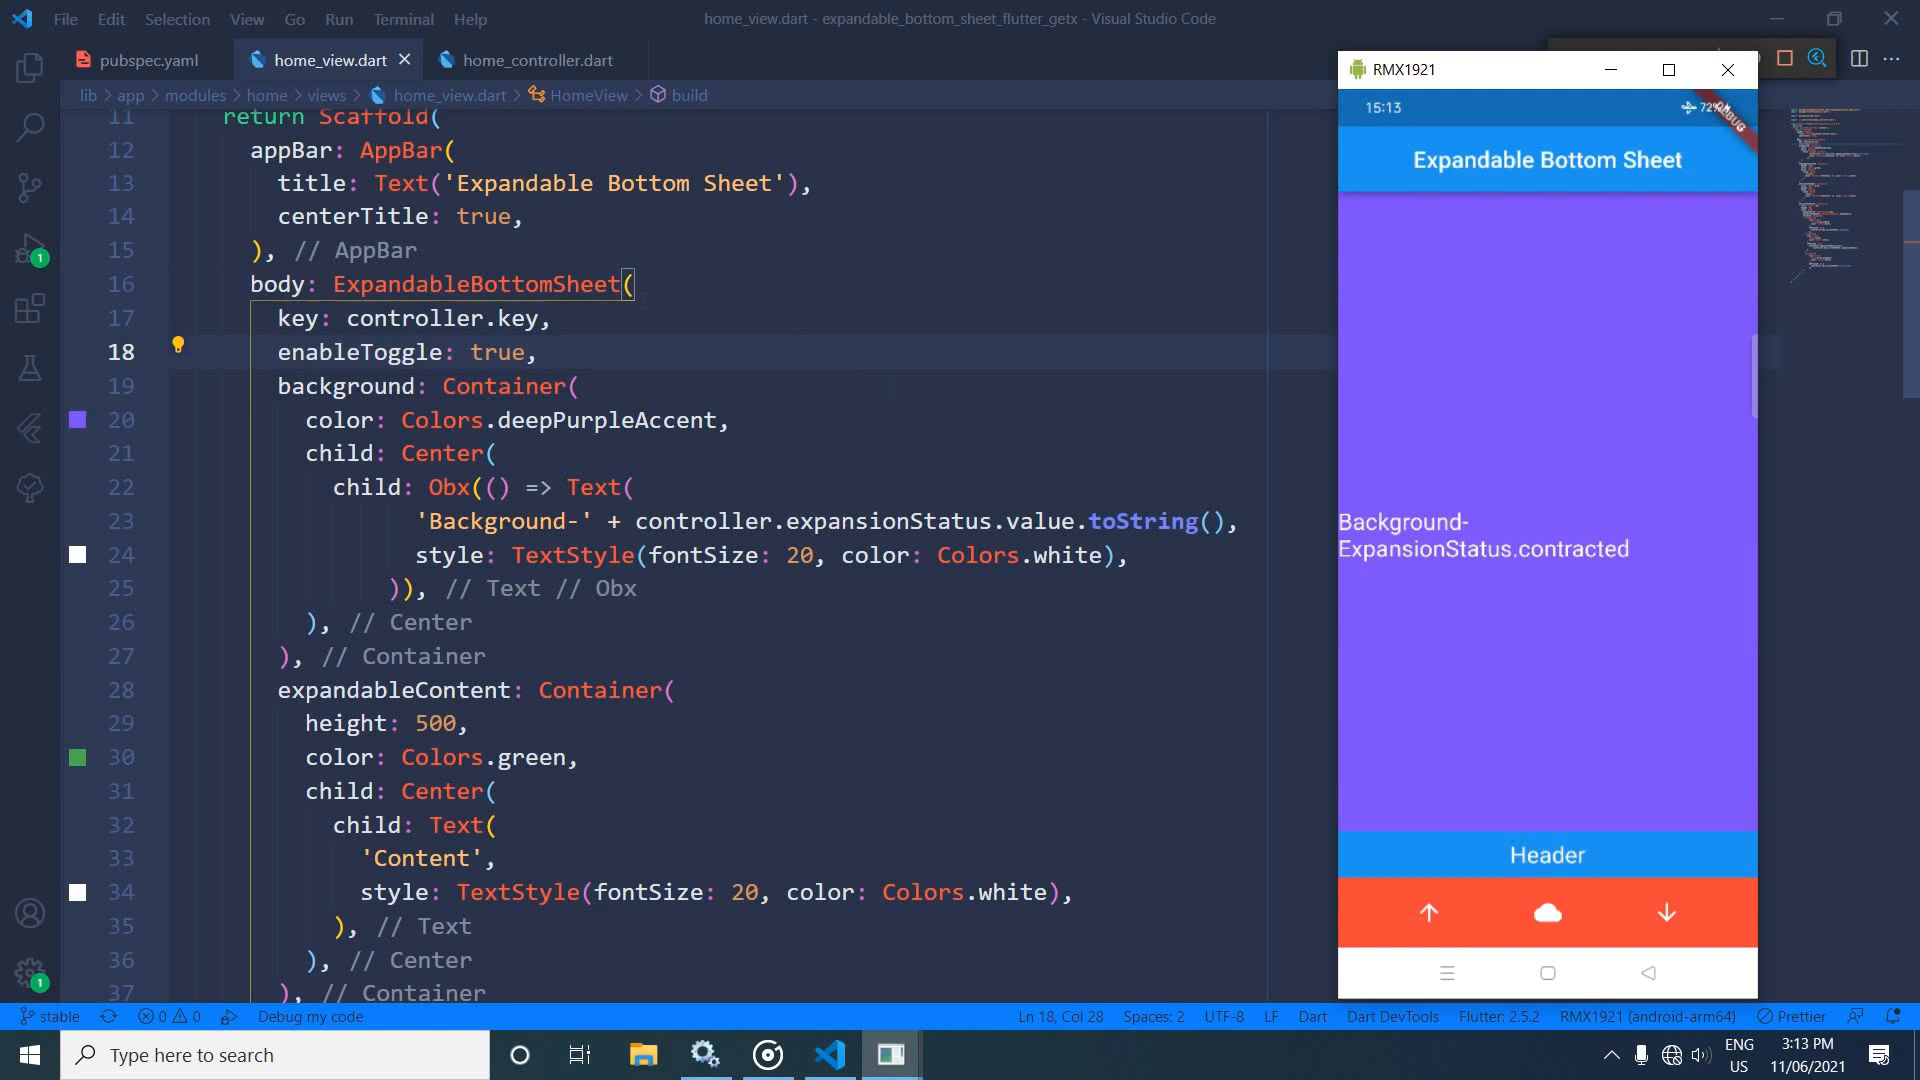 File Edit Selection View Go Run Terminal Help
home_view.dart - expandable_bottom_sheet_flutter_getx - Visual Studio Code
pubspec.yaml
home_view.dart
home_controller.dart
lib > app > modules > home > views > home_view.dart > HomeView > build
11 return Scaffold(
12 appBar: AppBar(
13 title: Text('Expandable Bottom Sheet'),
14 centerTitle: true,
15 ), // AppBar
16 body: ExpandableBottomSheet(
17 key: controller.key,
18 enableToggle: true,
19 background: Container(
20 color: Colors.deepPurpleAccent,
21 child: Center(
22 child: Obx(() => Text(
23 'Background-' + controller.expansionStatus.value.toString(),
24 style: TextStyle(fontSize: 20, color: Colors.white),
25 )), // Text // Obx
26 ), // Center
27 ), // Container
28 expandableContent: Container(
29 height: 500,
30 color: Colors.green,
31 child: Center(
32 child: Text(
33 'Content',
34 style: TextStyle(fontSize: 20, color: Colors.white),
35 ), // Text
36 ), // Center
37 ), // Container
RMX1921
15:13
72%
DEBUG
Expandable Bottom Sheet
Background-
ExpansionStatus.contracted
Header
1
1
stable
0 0
Debug my code
Ln 18, Col 28
Spaces: 2
UTF-8
LF
Dart
Dart DevTools
Flutter: 2.5.2
RMX1921 (android-arm64)
Prettier
Type here to search
ENG
US
3:13 PM
11/06/2021